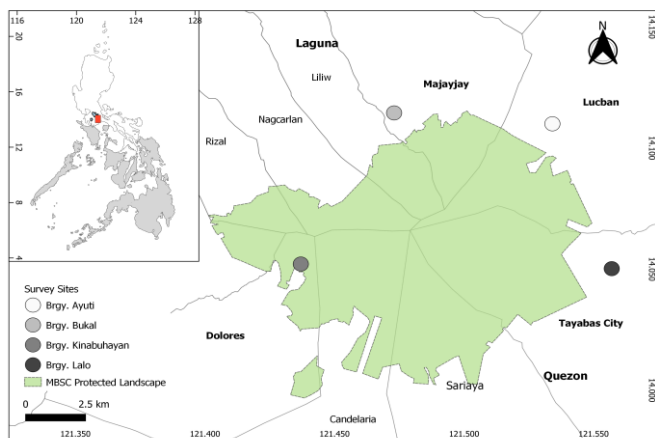 116
120
124
128
20
16
12
8
4
N
14.150
14.100
14.050
14.000
Laguna
Liliw
Majayjay
Lucban
Nagcarlan
Rizal
Survey Sites
Brgy. Ayuti
Brgy. Bukal
Brgy. Kinabuhayan
Brgy. Lalo
MBSC Protected Landscape
0 2.5 km
Dolores
Tayabas City
Quezon
Sariaya
Candelaria
121.350
121.400
121.450
121.500
121.550